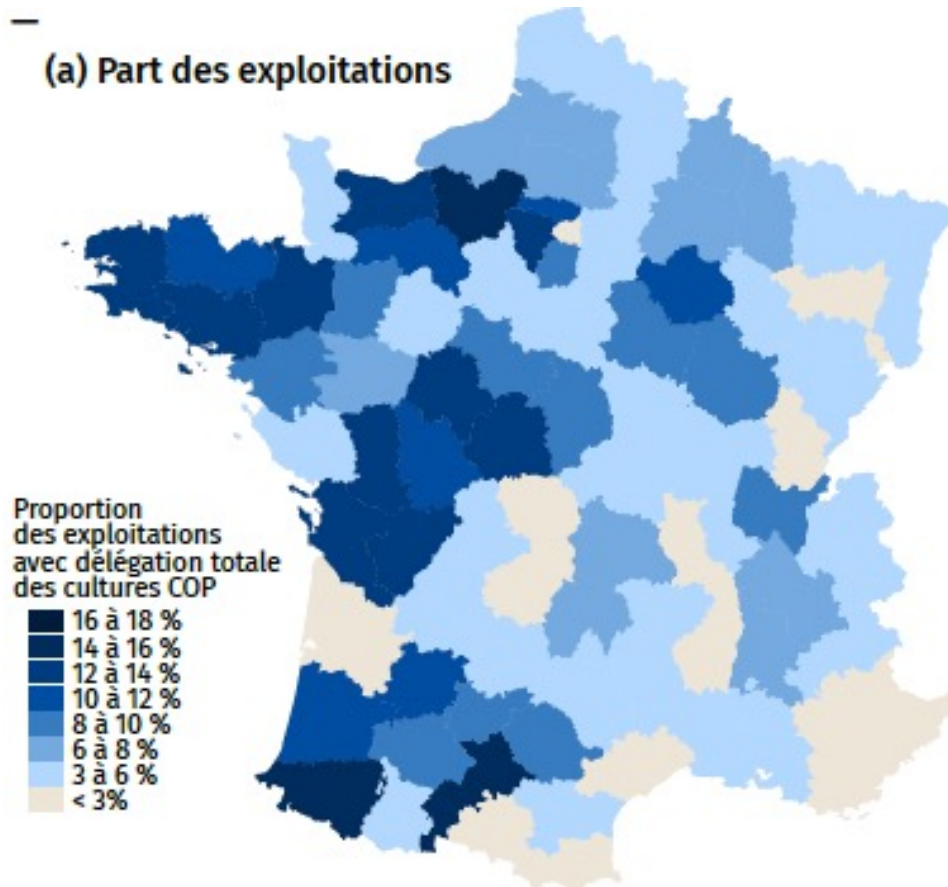 (a) Part des exploitations
Proportion
des exploitations
avec délégation totale
des cultures COP
16 à 18 %
14 à 16 %
12 à 14 %
10 à 12 %
8 à 10 %
6 à 8 %
3 à 6 %
< 3%